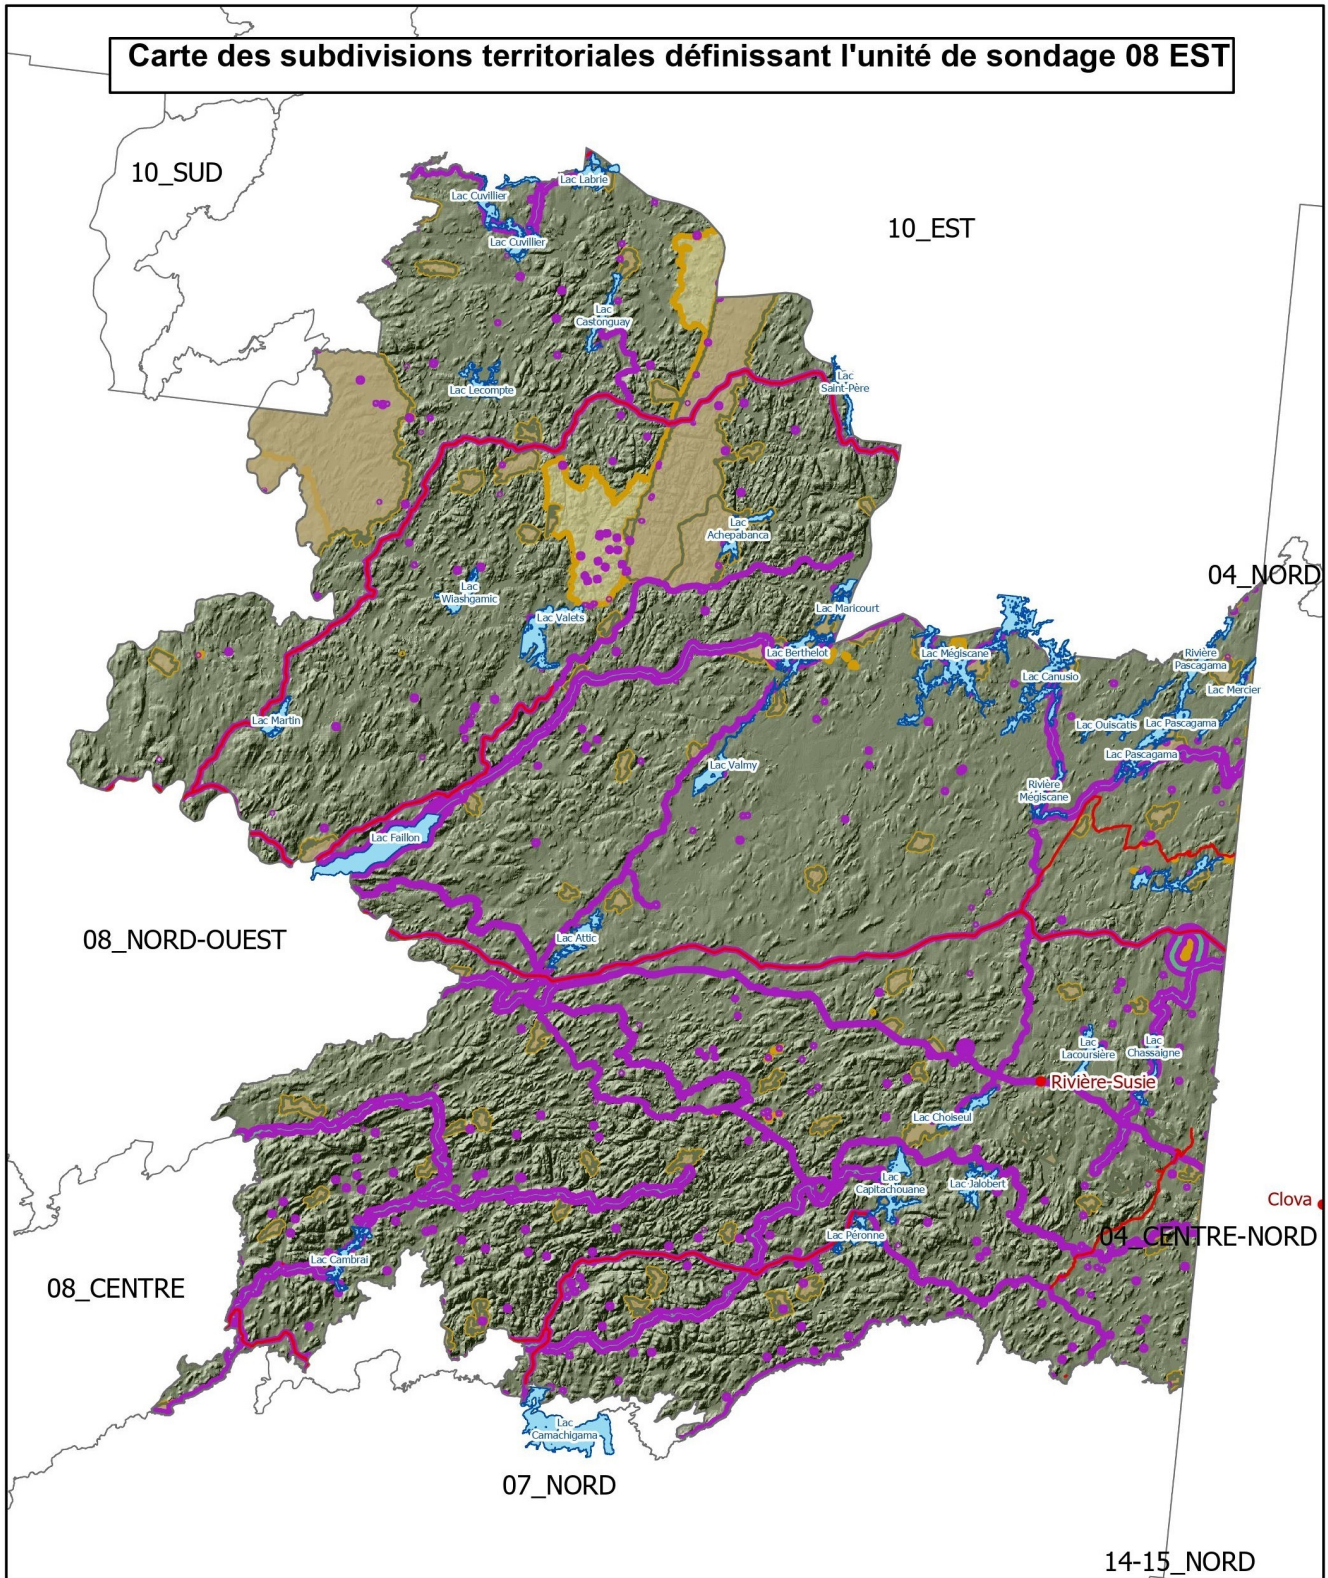 Carte des subdivisions territoriales définissant l'unité de sondage 08 EST
10_SUD
Lac Labrie
Lac Cuvillier
10_EST
Lac Cuvillier
Lac
Castonguay
Lac
Saint-Père
Lac Lecompte
Lac
Achepabanca
04_NORD
Lac
Wiashgamic
Lac Maricourt
Lac Valets
Lac Berthelot
Lac Mégiscane
Rivière
Pascagama
Lac Canusio
Lac Mercier
Lac Martin
Lac Ouiscatis
Lac Pascagama
Lac Pascagama
Lac Valmy
Rivière
Mégiscane
Lac Faillon
08_NORD-OUEST
Lac Attic
Lac
Lacoursière
Lac
Chassaigne
Rivière-Susie
Lac Choiseul
Lac
Capitachouane
Lac Jalobert
Clova
Lac Péronne
04_CENTRE-NORD
Lac Cambrai
08_CENTRE
Lac
Camachigama
07_NORD
14-15_NORD